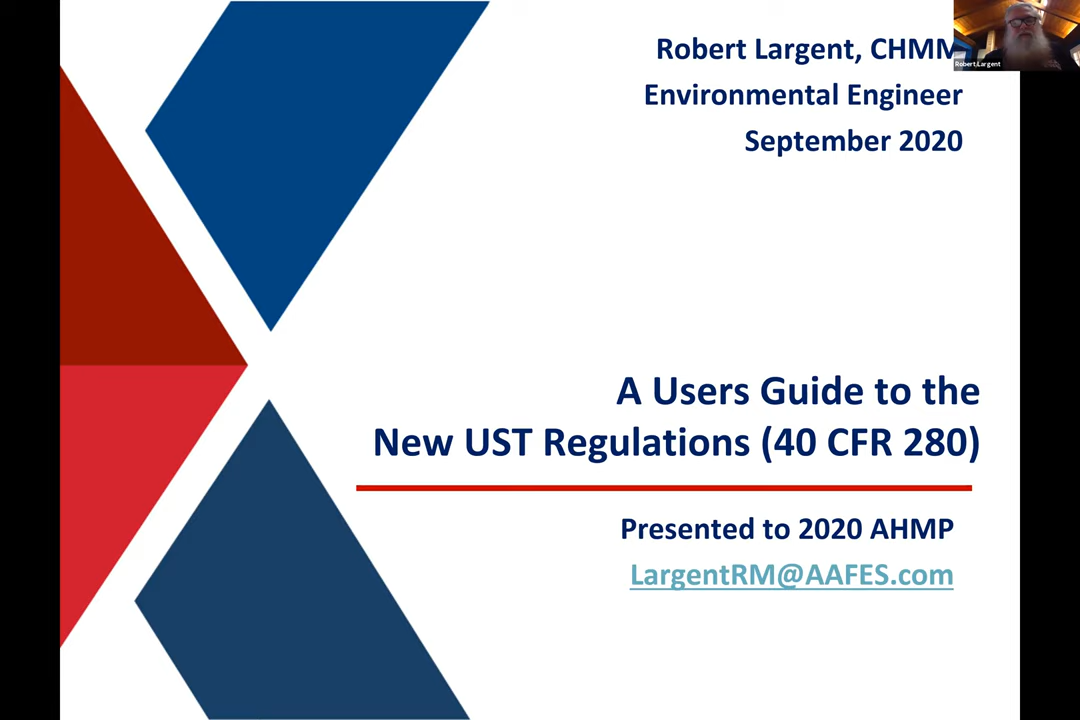 Robert Largent, CHMM
Environmental Engineer
September 2020
Robert Largent
A Users Guide to the
New UST Regulations (40 CFR 280)
Presented to 2020 AHMP
LargentRM@AAFES.com